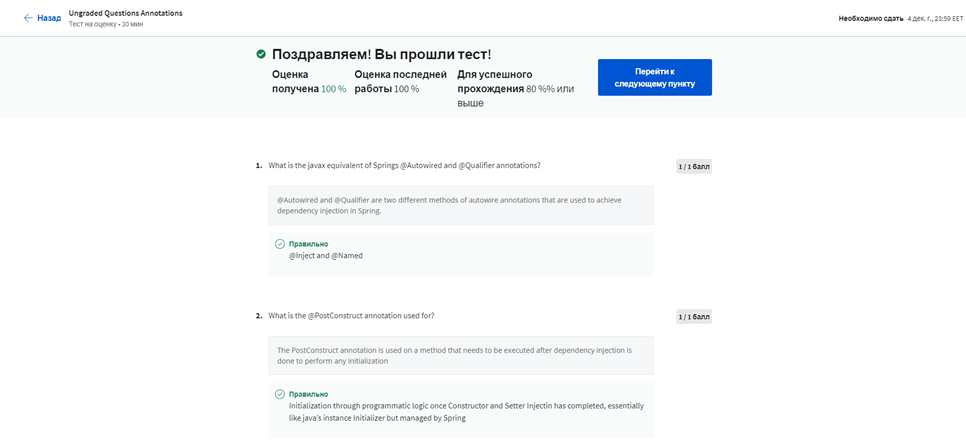 Назад
Ungraded Questions Annotations
Тест на оценку • 30 мин
Необходимо сдать 4 дек. г., 23:59 EET
Поздравляем! Вы прошли тест!
Оценка получена 100 %
Оценка последней работы 100 %
Для успешного прохождения 80 %% или выше
Перейти к
следующему пункту
1. What is the javax equivalent of Springs @Autowired and @Qualifier annotations?
1 / 1 балл
@Autowired and @Qualifier are two different methods of autowire annotations that are used to achieve
dependency injection in Spring.
Правильно
@Inject and @Named
2. What is the @PostConstruct annotation used for?
1 / 1 балл
The PostConstruct annotation is used on a method that needs to be executed after dependency injection is
done to perform any initialization
Правильно
Initialization through programmatic logic once Constructor and Setter Injectin has completed, essentially
like java's instance Initializer but managed by Spring